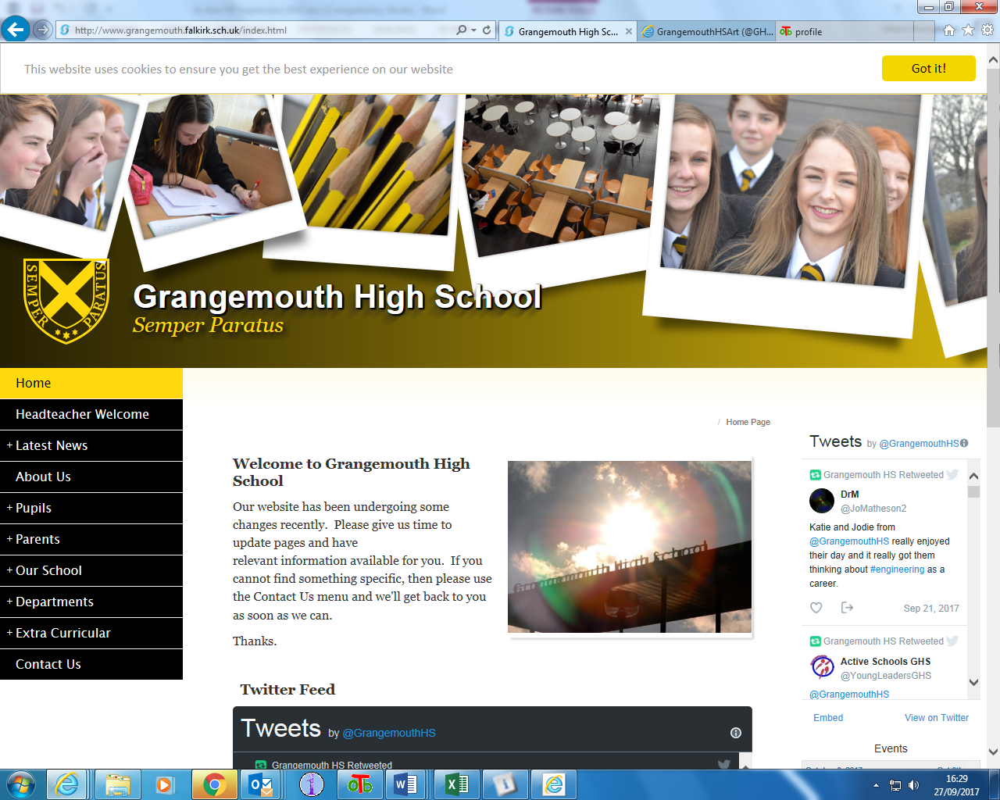 http://www.grangemouth.falkirk.sch.uk/index.html
Grangemouth High Sc...
GrangemouthHSArt (@GH...
profile
This website uses cookies to ensure you get the best experience on our website
Got it!
SEMPER PARATUS
Grangemouth High School
Semper Paratus
Home
Headteacher Welcome
+ Latest News
About Us
+ Pupils
+ Parents
+ Our School
+ Departments
+ Extra Curricular
Contact Us
/ Home Page
Welcome to Grangemouth High
School
Our website has been undergoing some
changes recently.  Please give us time to
update pages and have
relevant information available for you.  If you
cannot find something specific, then please use
the Contact Us menu and we'll get back to you
as soon as we can.
Thanks.
Grangemouth High School
Twitter Feed
Tweets by @GrangemouthHS
Grangemouth HS Retweeted
Tweets by @GrangemouthHS
Grangemouth HS Retweeted
DrM
@JoMatheson2
Katie and Jodie from
@GrangemouthHS really enjoyed
their day and it really got them
thinking about #engineering as a
career.
Sep 21, 2017
Grangemouth HS Retweeted
Active Schools GHS
@YoungLeadersGHS
@GrangemouthHS
Embed
View on Twitter
Events
16:29
27/09/2017